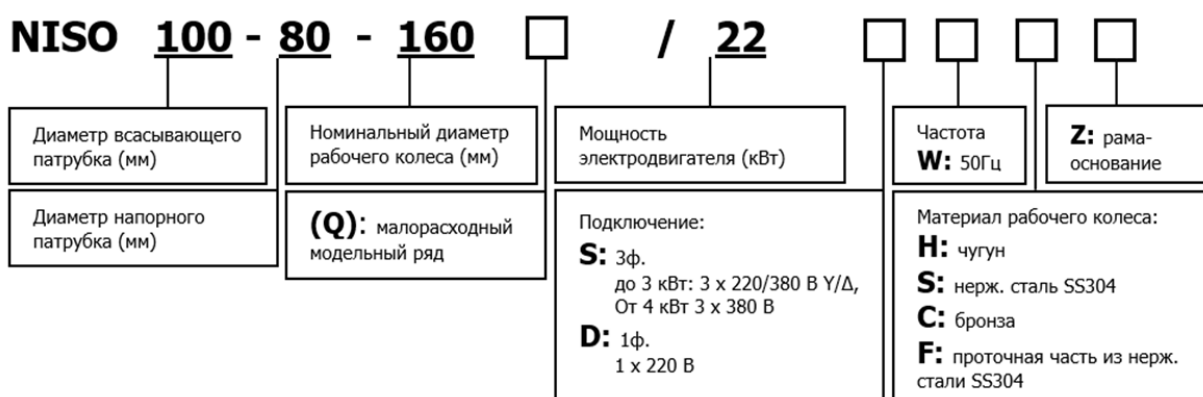 NISO 100 - 80 - 160 / 22
Диаметр всасывающего
патрубка (мм)
Номинальный диаметр
рабочего колеса (мм)
Мощность
электродвигателя (кВт)
Частота
W: 50Гц
Z: рама-
основание
Диаметр напорного
патрубка (мм)
(Q): малорасходный
модельный ряд
Подключение:
S: 3ф.
до 3 кВт: 3 x 220/380 В Y/Δ,
От 4 кВт 3 x 380 В
D: 1ф.
1 x 220 В
Материал рабочего колеса:
H: чугун
S: нерж. сталь SS304
C: бронза
F: проточная часть из нерж.
стали SS304